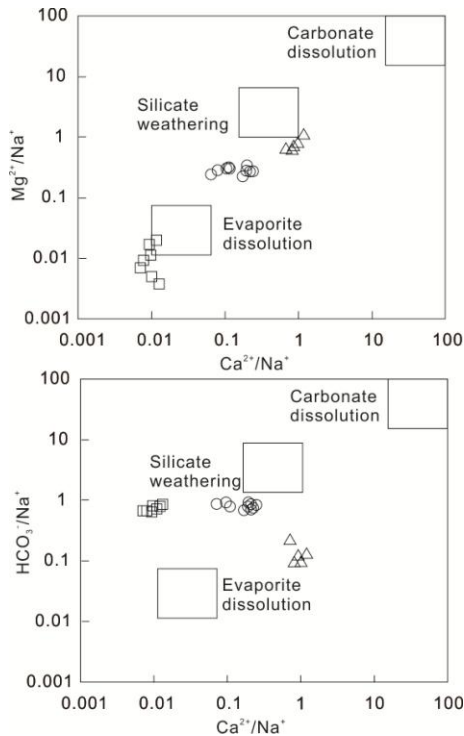 100
10
1
0.1
0.01
0.001
Mg²⁺/Na⁺
Carbonate
dissolution
Silicate
weathering
Evaporite
dissolution
0.001
0.01
0.1
1
10
100
Ca²⁺/Na⁺
100
10
1
0.1
0.01
0.001
HCO₃⁻/Na⁺
Carbonate
dissolution
Silicate
weathering
Evaporite
dissolution
0.001
0.01
0.1
1
10
100
Ca²⁺/Na⁺